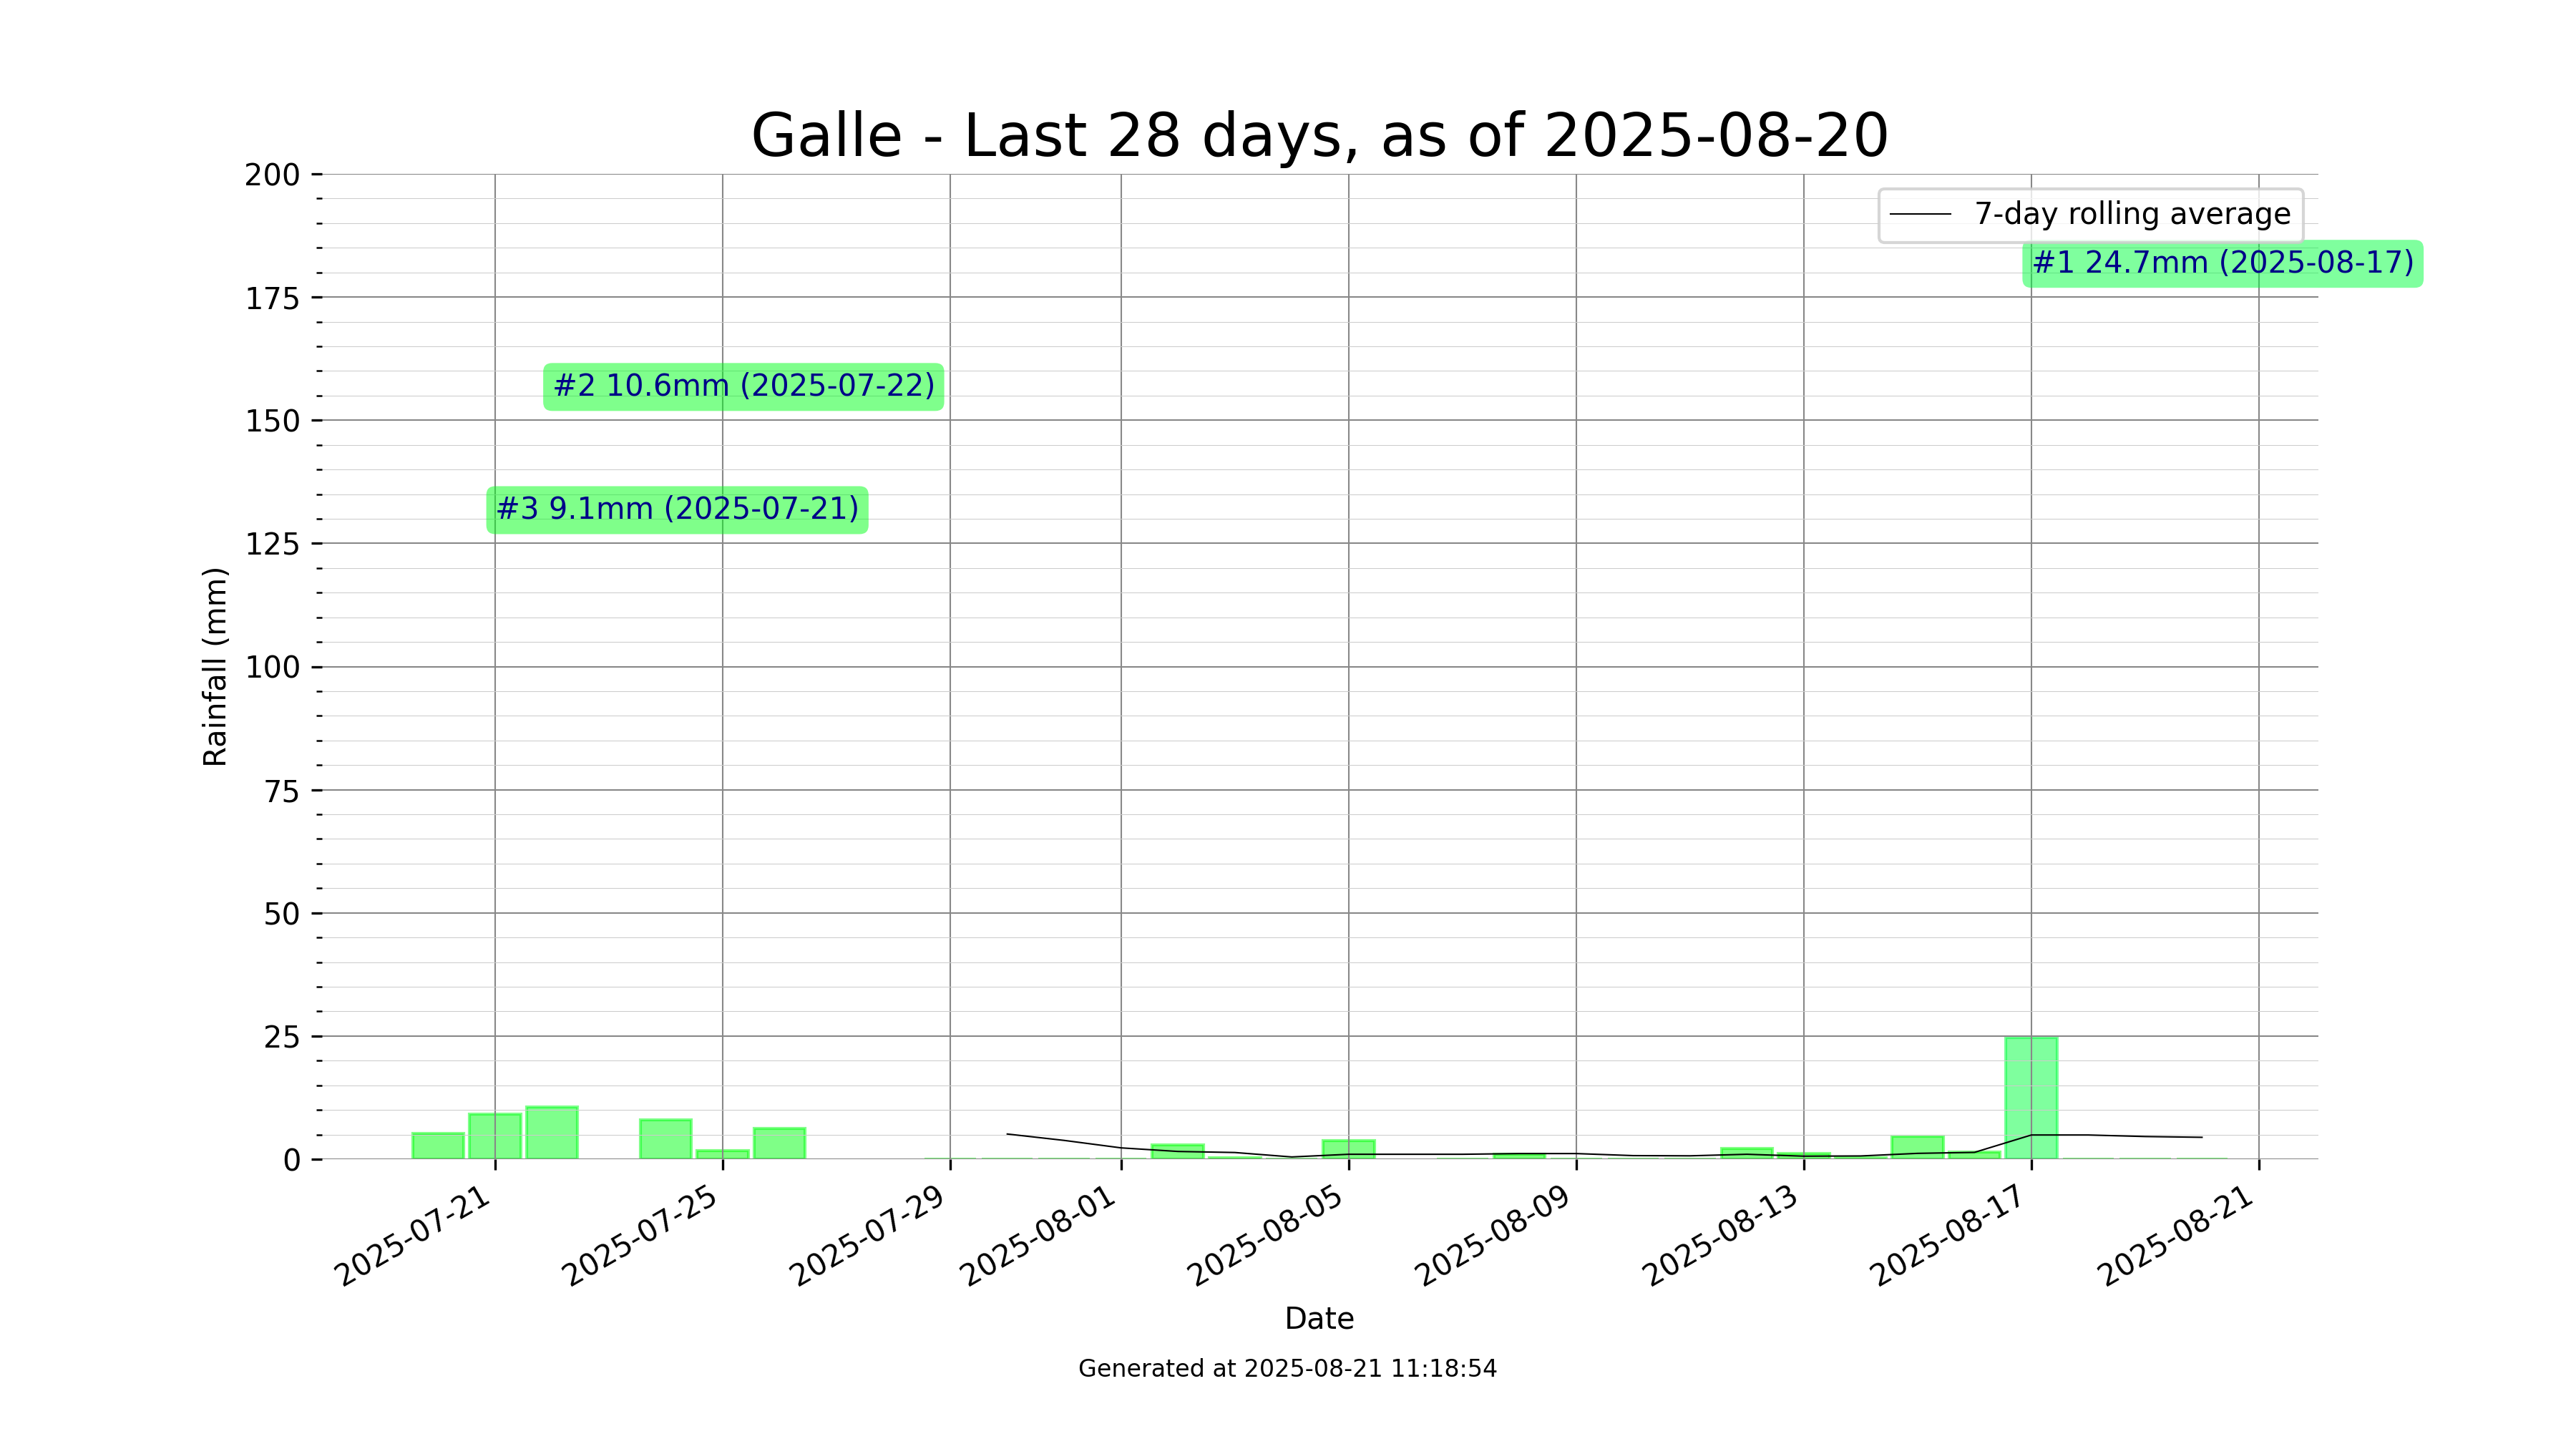 Galle - Last 28 days, as of 2025-08-20
7-day rolling average
#1 24.7mm (2025-08-17)
#2 10.6mm (2025-07-22)
#3 9.1mm (2025-07-21)
Rainfall (mm)
200
175
150
125
100
75
50
25
0
2025-07-21
2025-07-25
2025-07-29
2025-08-01
2025-08-05
2025-08-09
2025-08-13
2025-08-17
2025-08-21
Date
Generated at 2025-08-21 11:18:54